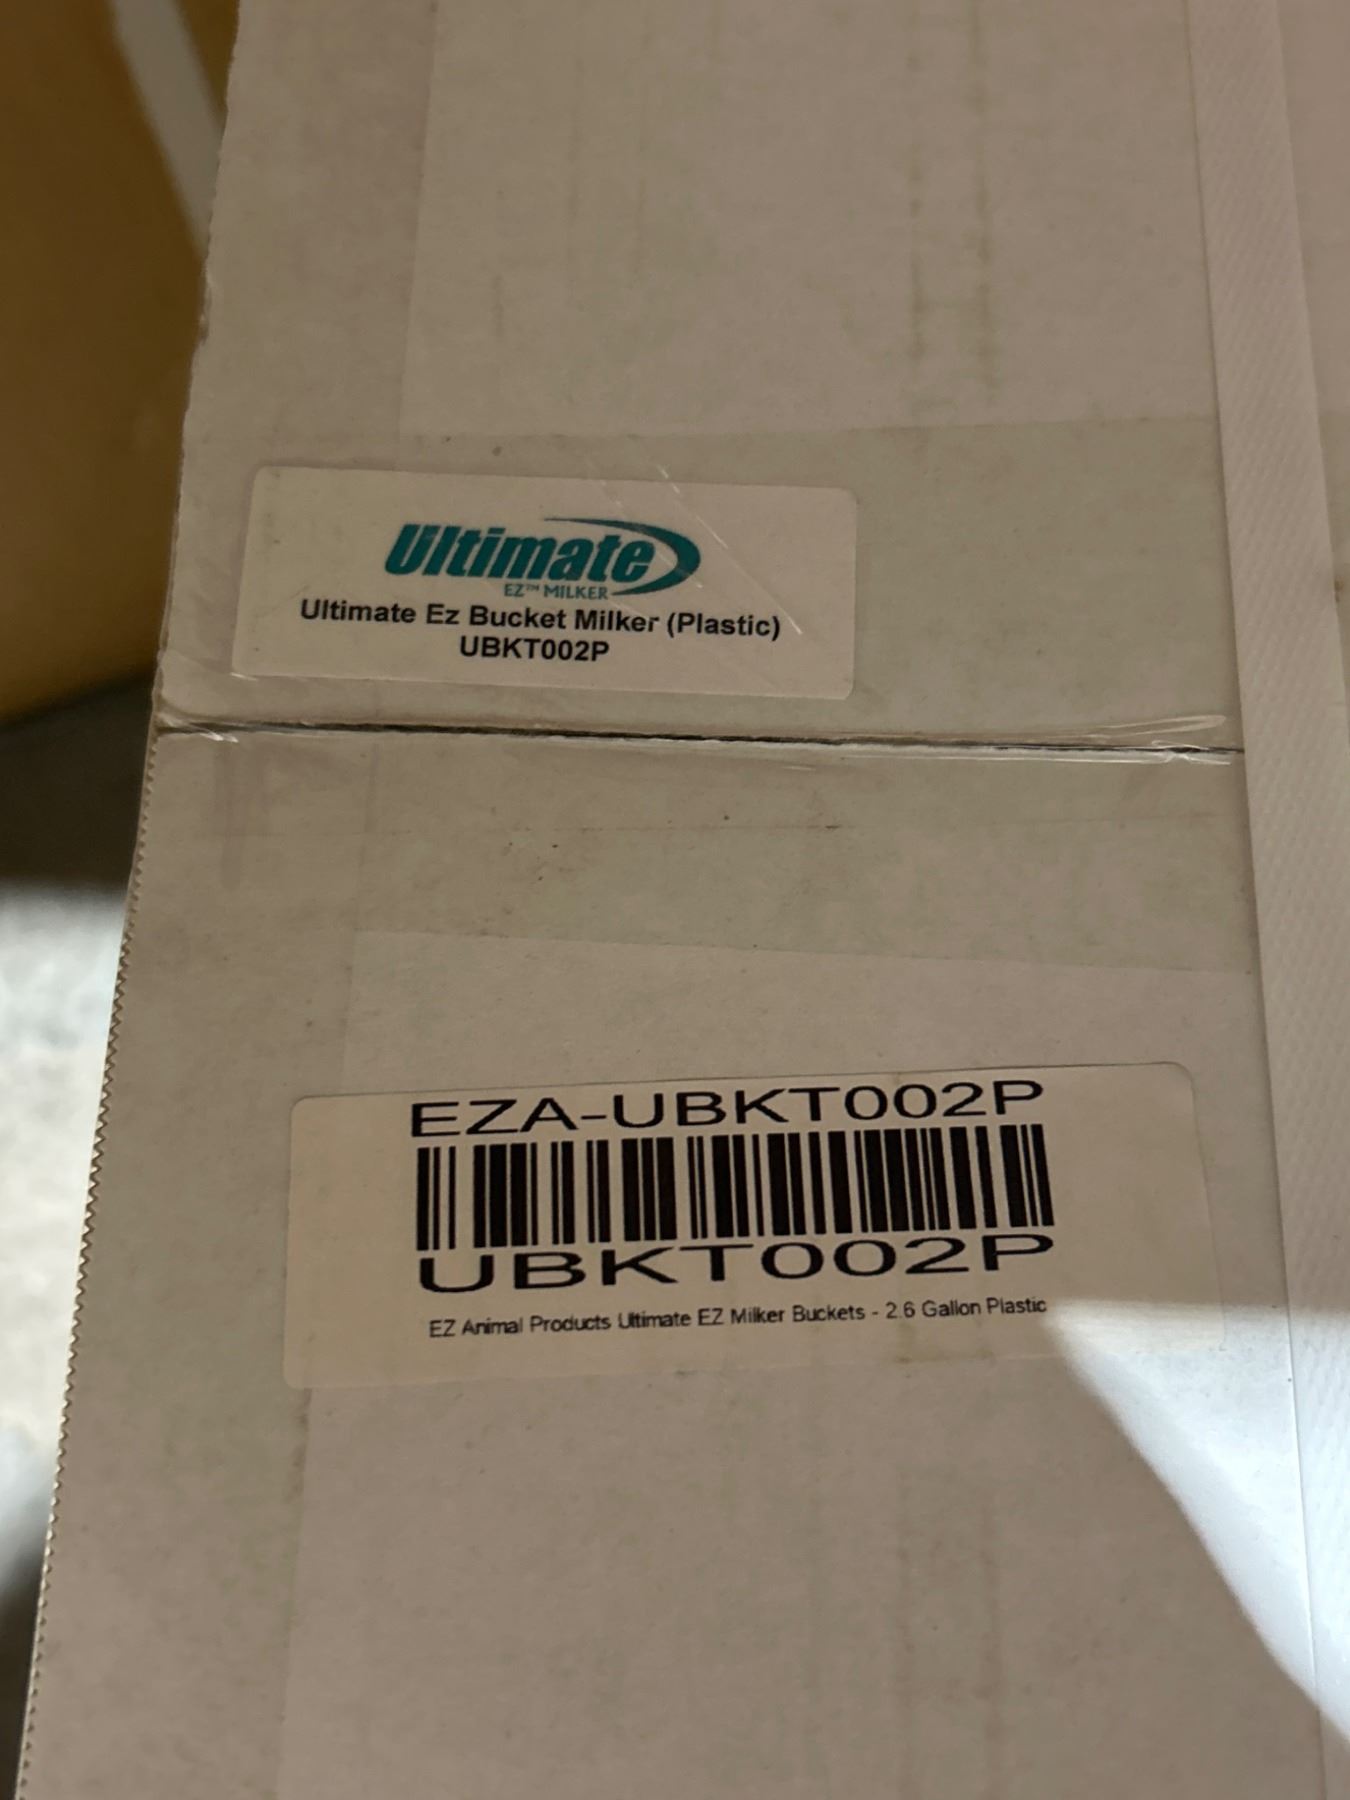 Ultimate
EZ™ MILKER
Ultimate Ez Bucket Milker (Plastic)
UBKT002P
EZA-UBKT002P
UBKT002P
EZ Animal Products Ultimate EZ Milker Buckets - 2.6 Gallon Plastic